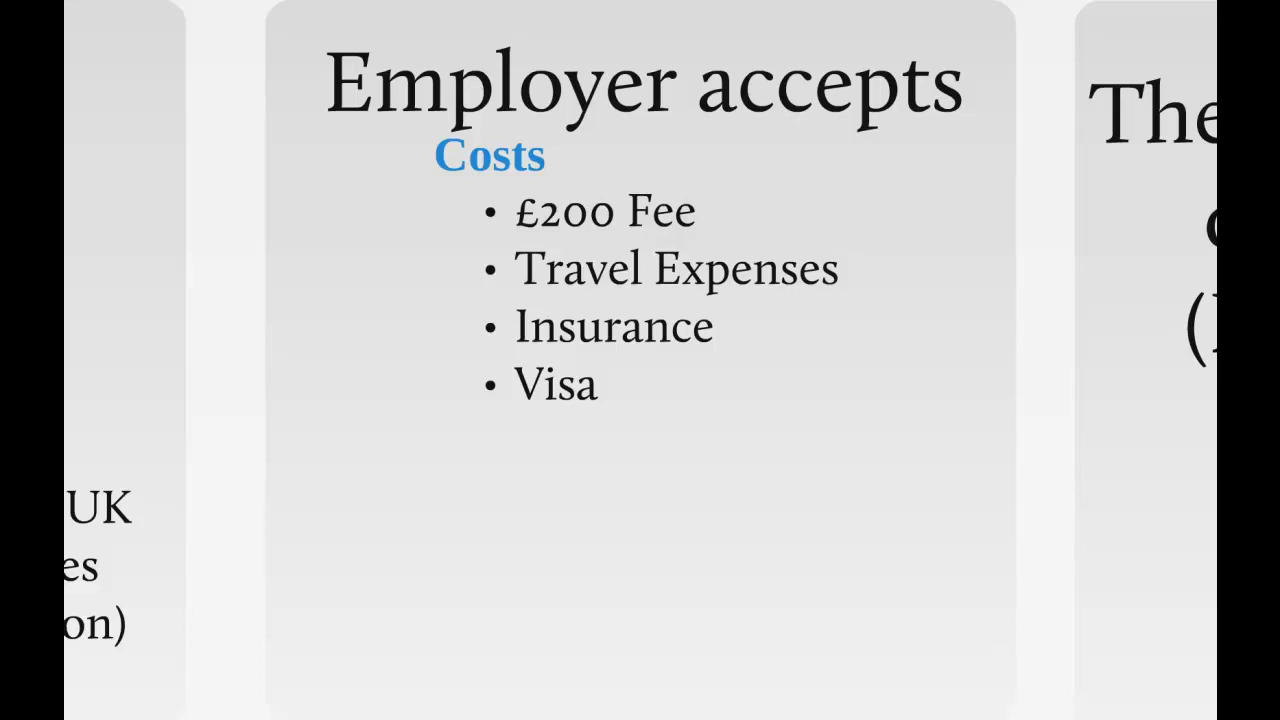 Employer accepts
Costs
• £200 Fee
• Travel Expenses
• Insurance
• Visa
UK
es
on)
The
(